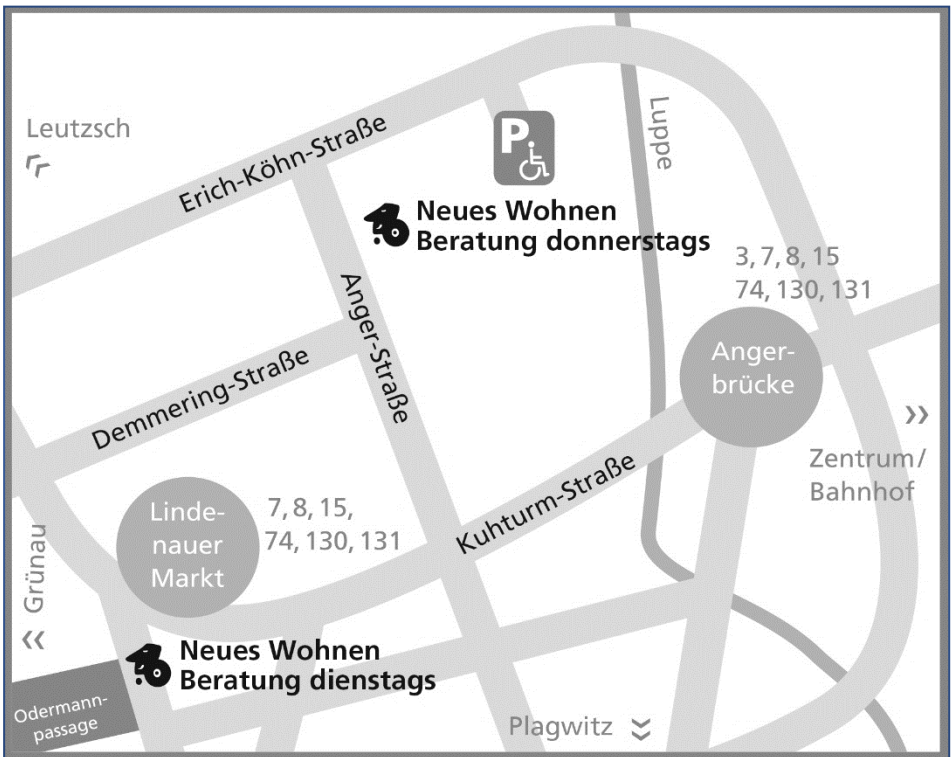 Leutzsch
Erich-Köhn-Straße
P
Luppe
Neues Wohnen
Beratung donnerstags
3, 7, 8, 15
74, 130, 131
Anger-Straße
Anger-
brücke
Demmering-Straße
Zentrum/
Bahnhof
Kuhturm-Straße
Linde-
nauer
Markt
7, 8, 15,
74, 130, 131
Grünau
Neues Wohnen
Beratung dienstags
Odermann-
passage
Plagwitz